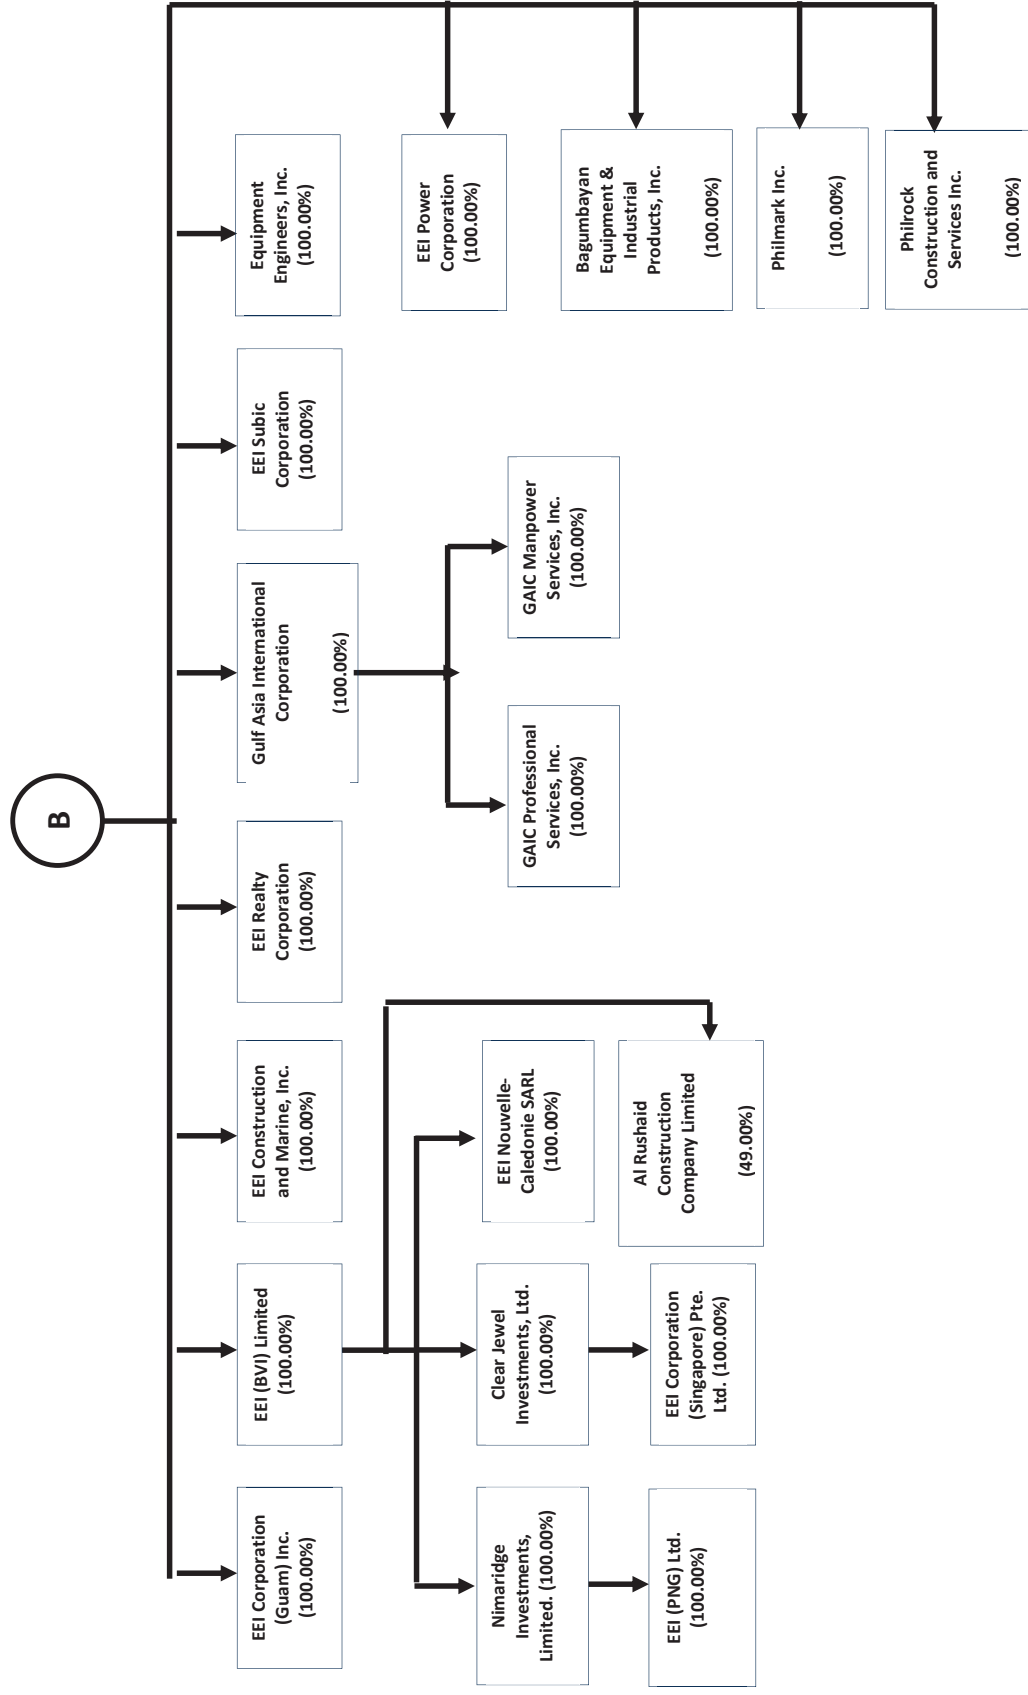 B
EEI Corporation
(Guam) Inc.
(100.00%)
EEI (BVI) Limited
(100.00%)
EEI Construction
and Marine, Inc.
(100.00%)
EEI Realty
Corporation
(100.00%)
Gulf Asia International
Corporation
(100.00%)
EEI Subic
Corporation
(100.00%)
Equipment
Engineers, Inc.
(100.00%)
EEI Power
Corporation
(100.00%)
Nimaridge
Investments,
Limited. (100.00%)
Clear Jewel
Investments, Ltd.
(100.00%)
EEI Nouvelle-
Caledonie SARL
(100.00%)
GAIC Professional
Services, Inc.
(100.00%)
GAIC Manpower
Services, Inc.
(100.00%)
Bagumbayan
Equipment &
Industrial
Products, Inc.
(100.00%)
EEI (PNG) Ltd.
(100.00%)
EEI Corporation
(Singapore) Pte.
Ltd. (100.00%)
Al Rushaid
Construction
Company Limited
(49.00%)
Philmark Inc.
(100.00%)
Philrock
Construction and
Services Inc.
(100.00%)